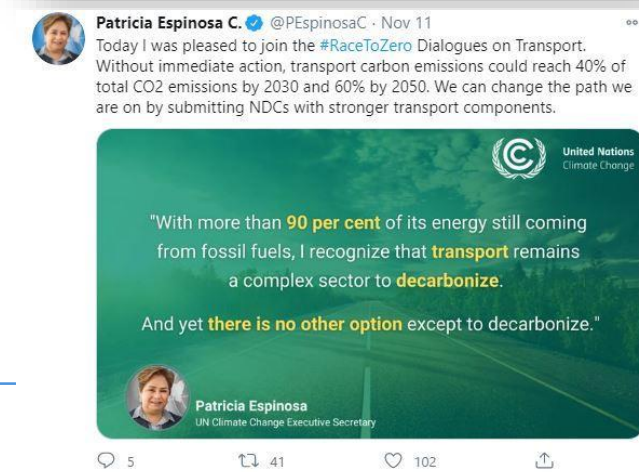 Patricia Espinosa C. @PEspinosaC · Nov 11
Today I was pleased to join the #RaceToZero Dialogues on Transport.
Without immediate action, transport carbon emissions could reach 40% of
total CO2 emissions by 2030 and 60% by 2050. We can change the path we
are on by submitting NDCs with stronger transport components.
United Nations
Climate Change
"With more than 90 per cent of its energy still coming
from fossil fuels, I recognize that transport remains
a complex sector to decarbonize.
And yet there is no other option except to decarbonize."
Patricia Espinosa
UN Climate Change Executive Secretary
5 41 102